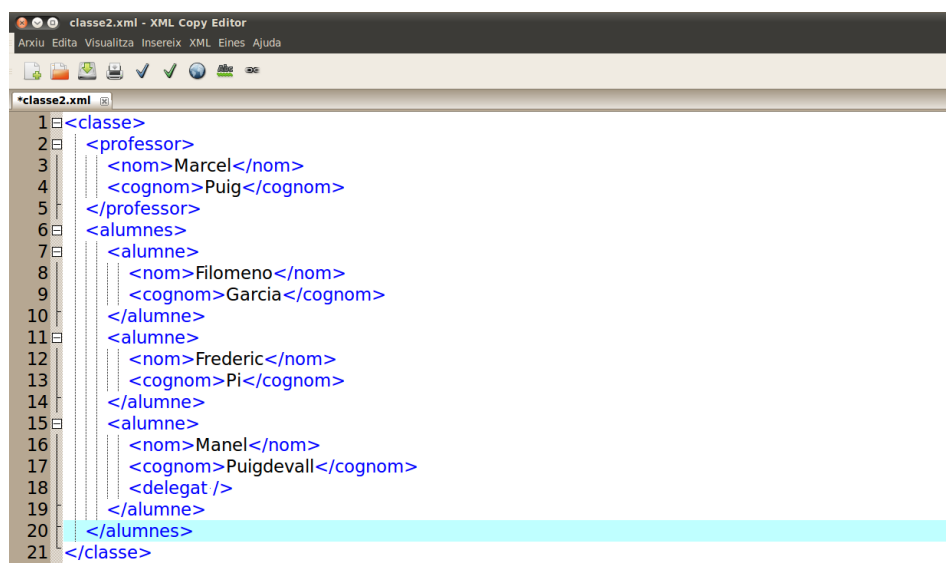 classe2.xml - XML Copy Editor
Arxiu Edita Visualitza Insereix XML Eines Ajuda
Abc
*classe2.xml
1 <classe>
2 <professor>
3 <nom>Marcel</nom>
4 <cognom>Puig</cognom>
5 </professor>
6 <alumnes>
7 <alumne>
8 <nom>Filomeno</nom>
9 <cognom>Garcia</cognom>
10 </alumne>
11 <alumne>
12 <nom>Frederic</nom>
13 <cognom>Pi</cognom>
14 </alumne>
15 <alumne>
16 <nom>Manel</nom>
17 <cognom>Puigdevall</cognom>
18 <delegat />
19 </alumne>
20 </alumnes>
21 </classe>